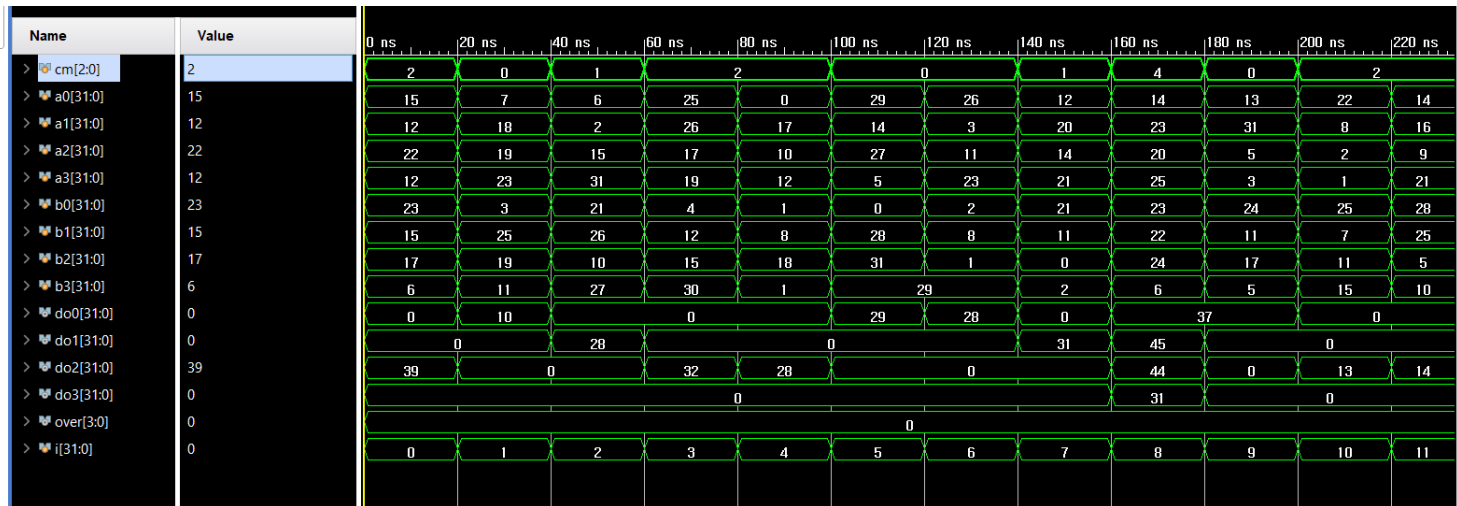 Name Value 0 ns 20 ns 40 ns 60 ns 80 ns 100 ns 120 ns 140 ns 160 ns 180 ns 200 ns 220 ns
cm[2:0] 2 2 0 1 2 0 1 4 0 2
a0[31:0] 15 15 7 6 25 0 29 26 12 14 13 22 14
a1[31:0] 12 12 18 2 26 17 14 3 20 23 31 8 16
a2[31:0] 22 22 19 15 17 10 27 11 14 20 5 2 9
a3[31:0] 12 12 23 31 19 12 5 23 21 25 3 1 21
b0[31:0] 23 23 3 21 4 1 0 2 21 23 24 25 28
b1[31:0] 15 15 25 26 12 8 28 8 11 22 11 7 25
b2[31:0] 17 17 19 10 15 18 31 1 0 24 17 11 5
b3[31:0] 6 6 11 27 30 1 29 2 6 5 15 10
do0[31:0] 0 0 10 0 29 28 0 37 0
do1[31:0] 0 0 28 0 31 45 0
do2[31:0] 39 39 0 32 28 0 44 0 13 14
do3[31:0] 0 0 31 0
over[3:0] 0 0
i[31:0] 0 0 1 2 3 4 5 6 7 8 9 10 11